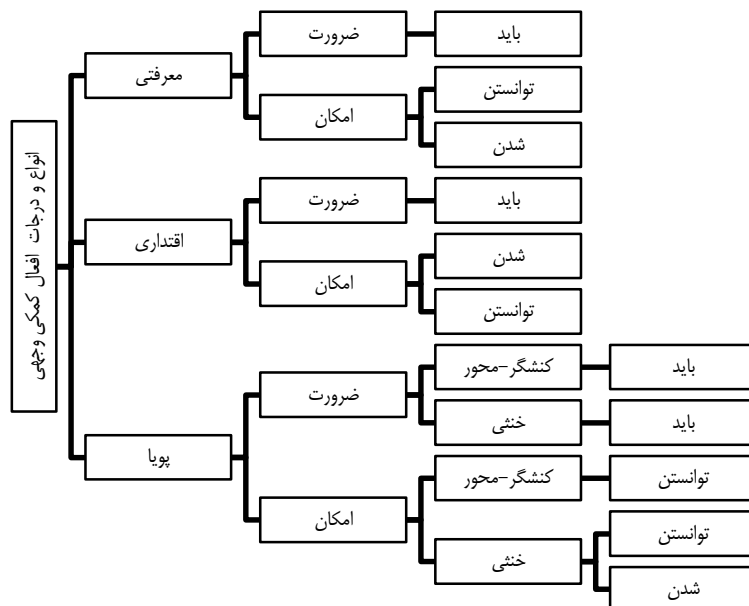 انواع و درجات افعال کمکی وجهی
معرفتی
ضرورت
باید
امکان
توانستن
شدن
اقتداری
ضرورت
باید
امکان
شدن
توانستن
پویا
ضرورت
کنشگر-محور
باید
خنثی
باید
امکان
کنشگر-محور
توانستن
خنثی
توانستن
شدن